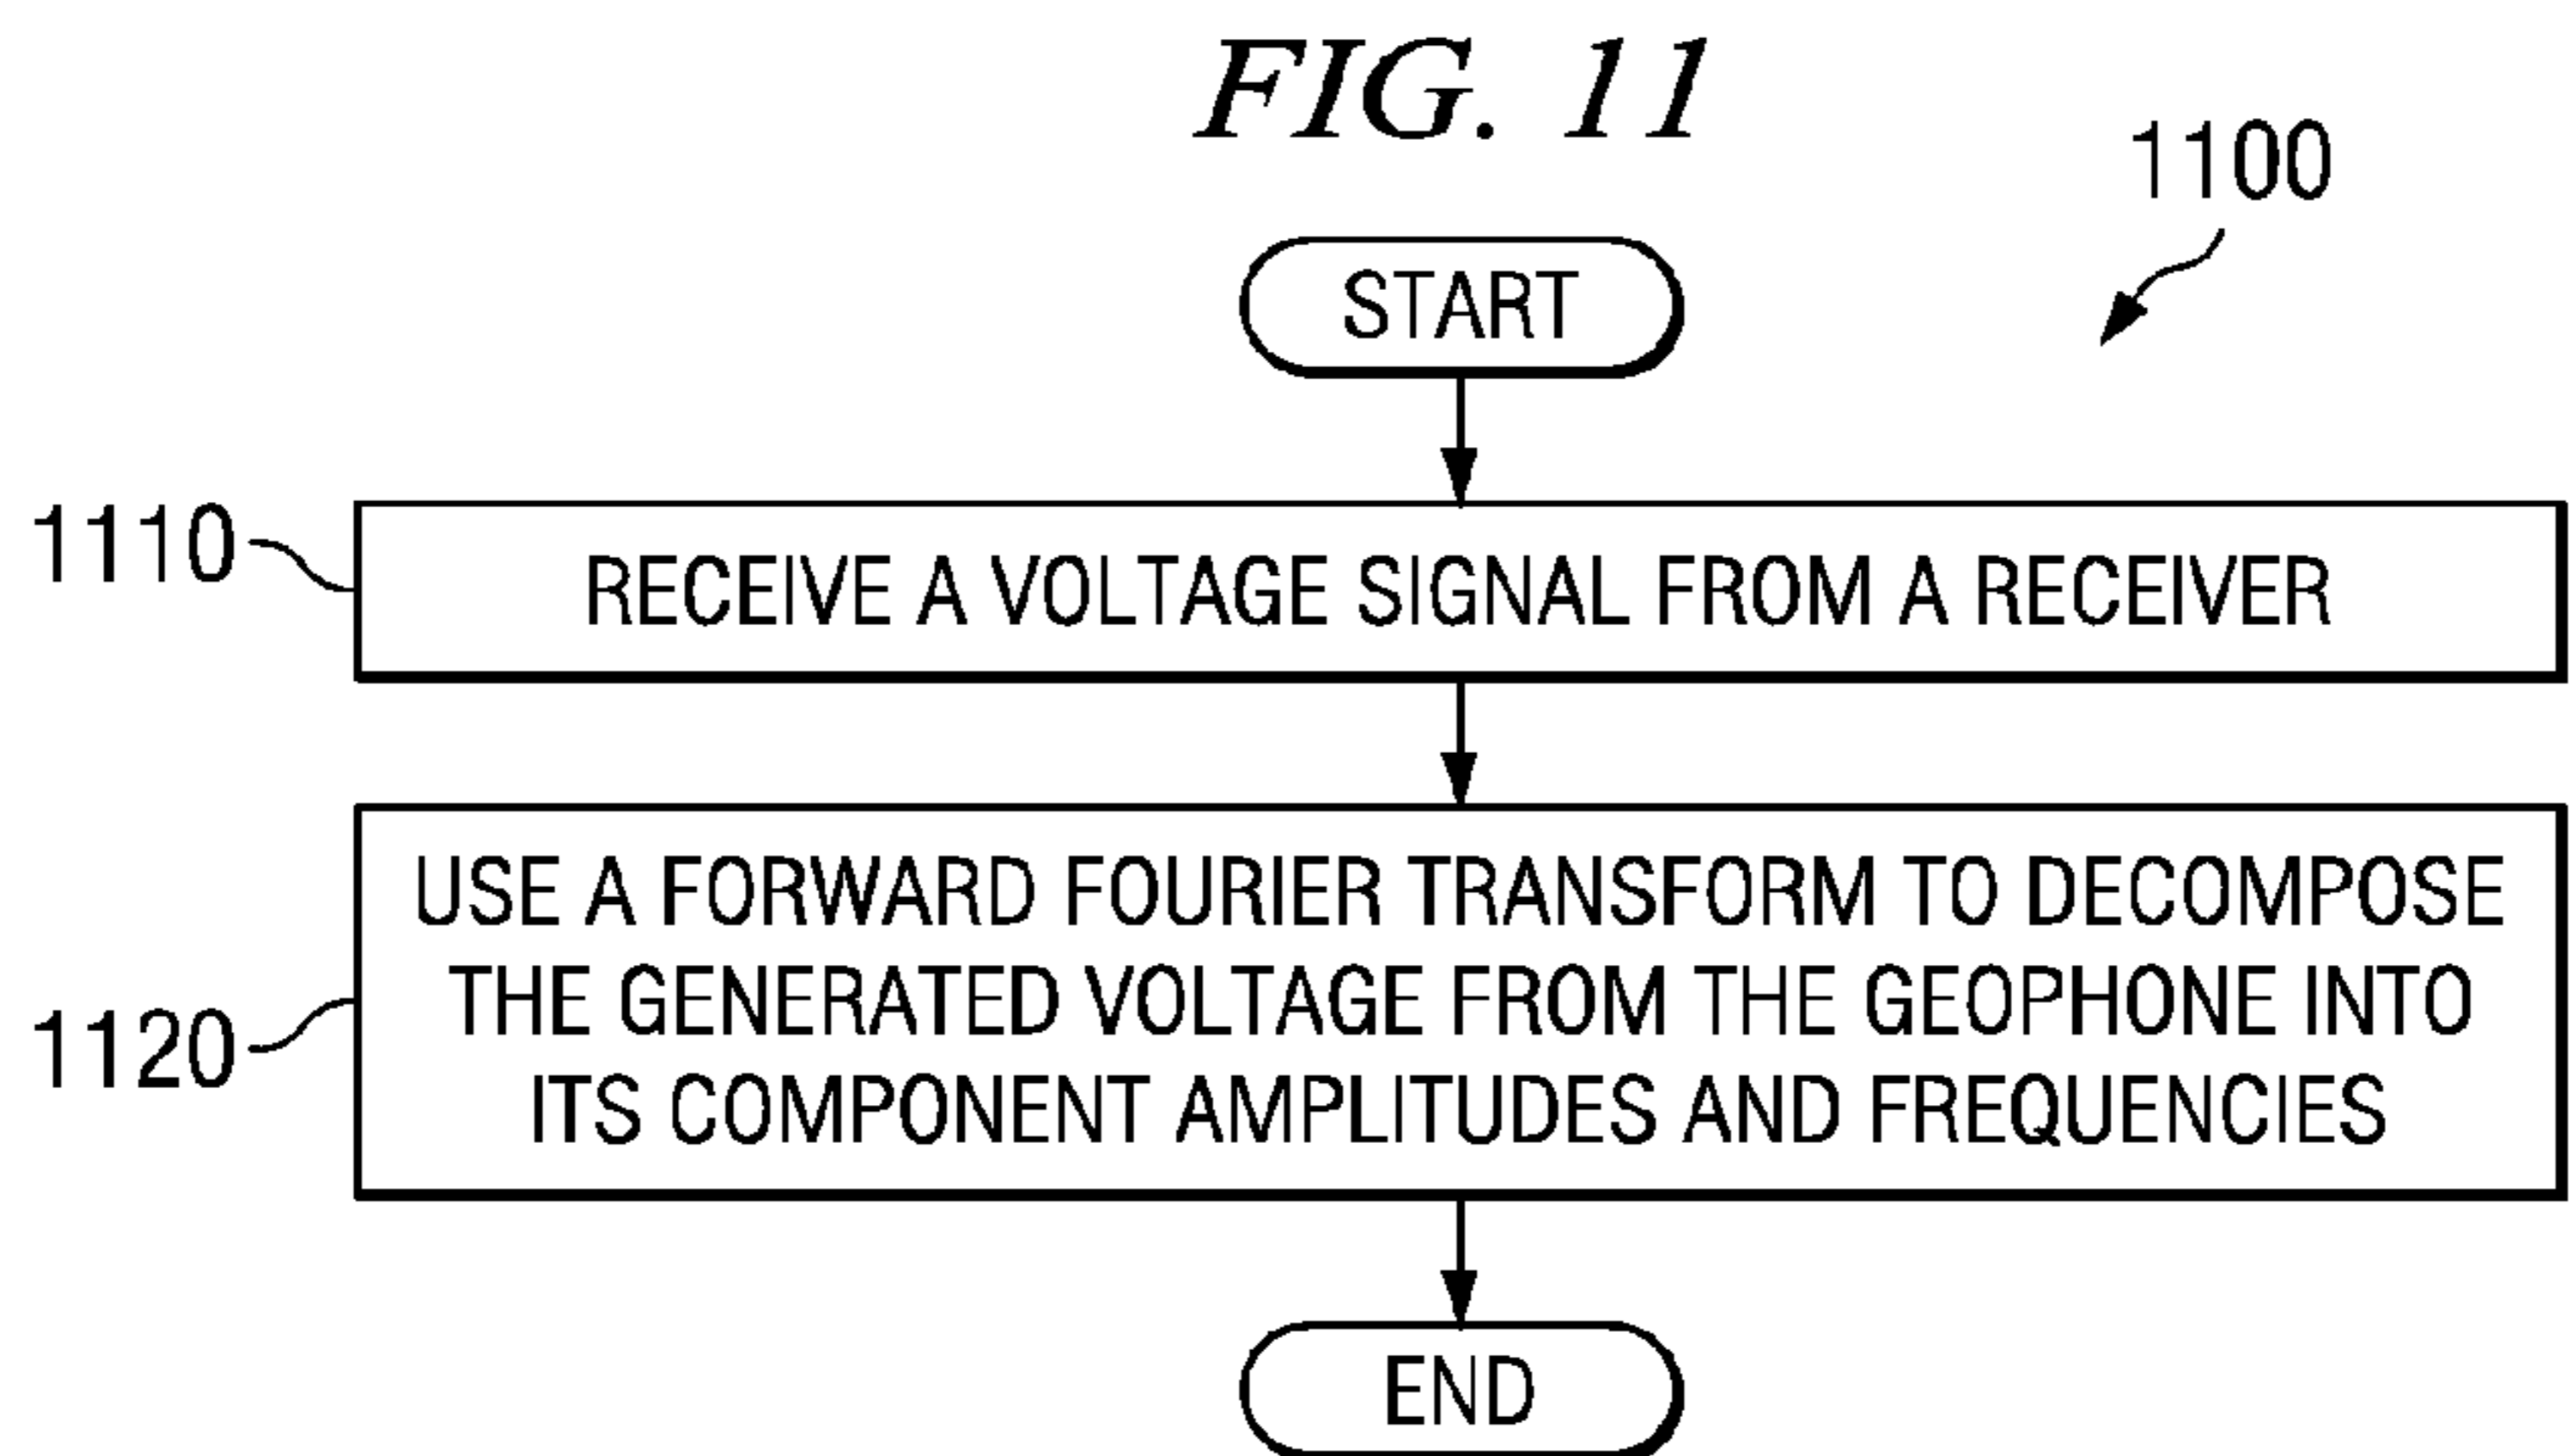 FIG. 11
1100
START
1110
RECEIVE A VOLTAGE SIGNAL FROM A RECEIVER
USE A FORWARD FOURIER TRANSFORM TO DECOMPOSE
THE GENERATED VOLTAGE FROM THE GEOPHONE INTO
ITS COMPONENT AMPLITUDES AND FREQUENCIES
1120
END